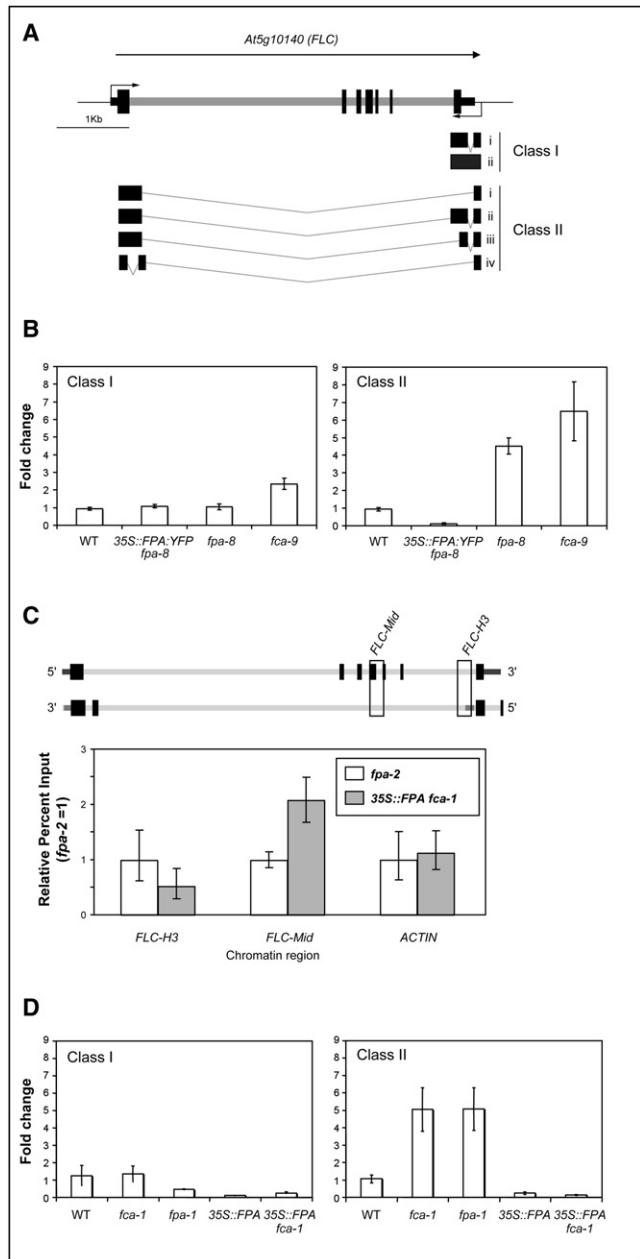 A
At5g10140 (FLC)
1Kb
i
ii
Class I
i
ii
iii
iv
Class II
B
Fold change
9
8
7
6
5
4
3
2
1
0
Class I
WT
35S::FPA:YFP
fpa-8
fpa-8
fca-9
9
8
7
6
5
4
3
2
1
0
Class II
WT
35S::FPA:YFP
fpa-8
fpa-8
fca-9
C
FLC-Mid
FLC-H3
5'
3'
3'
5'
Relative Percent Input
(fpa-2 =1)
3
2
1
0
fpa-2
35S::FPA fca-1
FLC-H3
FLC-Mid
ACTIN
Chromatin region
D
Fold change
9
8
7
6
5
4
3
2
1
0
Class I
WT
fca-1
fpa-1
35S::FPA
35S::FPA
fca-1
9
8
7
6
5
4
3
2
1
0
Class II
WT
fca-1
fpa-1
35S::FPA
35S::FPA
fca-1